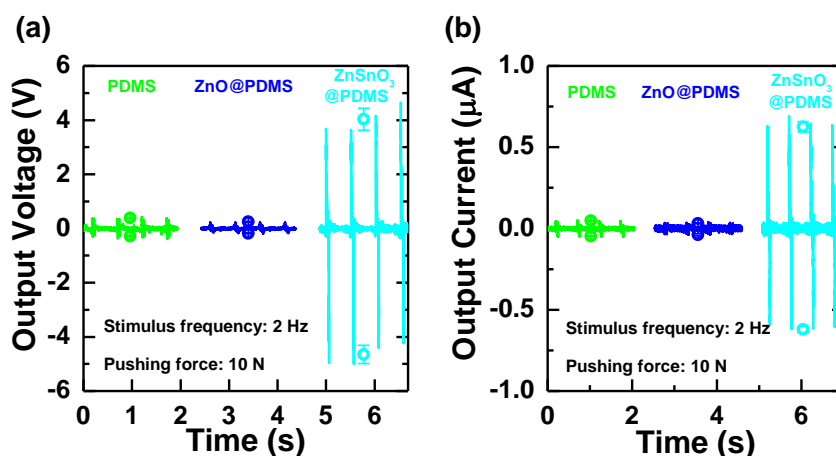 (a)
Output Voltage (V)
6
4
2
0
-2
-4
-6
PDMS
ZnO@PDMS
ZnSnO₃
@PDMS
Stimulus frequency: 2 Hz
Pushing force: 10 N
0 1 2 3 4 5 6
Time (s)
(b)
Output Current (μA)
1.0
0.5
0.0
-0.5
-1.0
PDMS
ZnO@PDMS
ZnSnO₃
@PDMS
Stimulus frequency: 2 Hz
Pushing force: 10 N
0 2 4 6
Time (s)